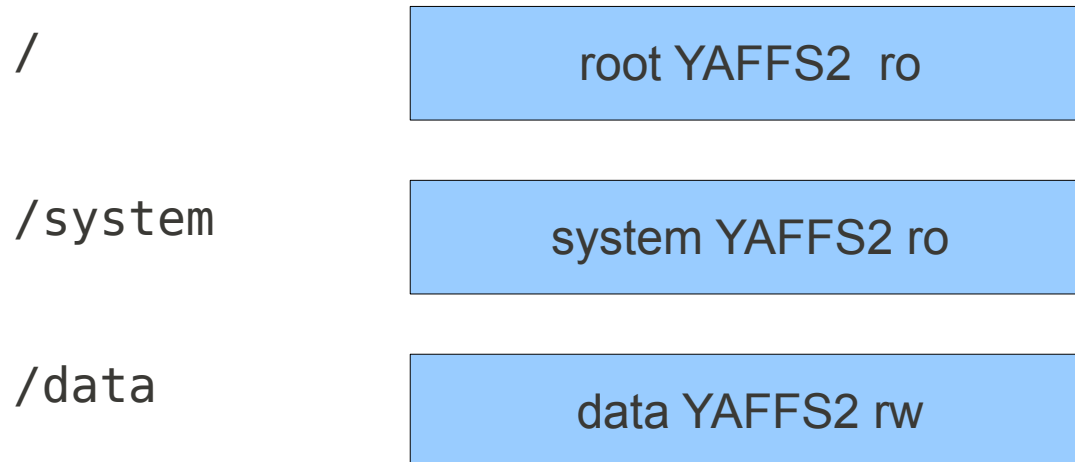 /
root YAFFS2 ro
/system
system YAFFS2 ro
/data
data YAFFS2 rw